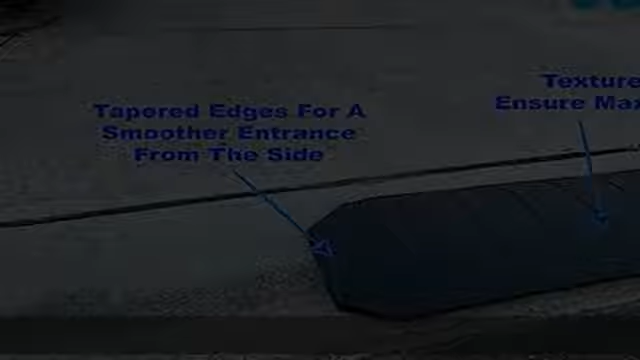 Tapered Edges For A
Smoother Entrance
From The Side
Texture
Ensure Max